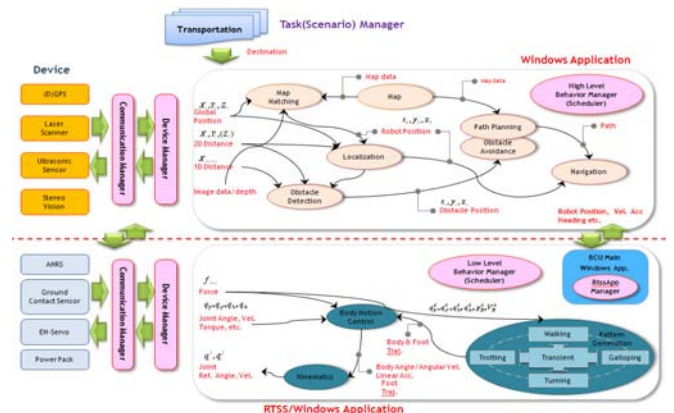 Transportation
Task(Scenario) Manager
Destination
Windows Application
Device
(D)GPS
Laser
Scanner
Ultrasonic
Sensor
Stereo
Vision
Communication Manager
Device Manager
Global
Position
2D Distance
1D Distance
Image data/depth
Map
Matching
Map data
Map
Map data
Robot Position
Localization
Obstacle
Detection
Obstacle Position
Path Planning
Obstacle
Avoidance
High Level
Behavior Manager
(Scheduler)
Path
Navigation
Robot Position, Vel. Acc
Heading etc.
AHRS
Ground
Contact Sensor
EH-Servo
Power Pack
Communication Manager
Device Manager
Force
Joint Angle, Vel.
Torque, etc.
Joint
Ret. Angle, Vel.
Body Motion
Control
Kinematics
Low Level
Behavior Manager
(Scheduler)
Body & Foot
Traj.
Body Angle/Angular Vel.
Linear Acc.
Foot
Traj.
BCU Main
Windows App.
RtssApp
Manager
Walking
Pattern
Generation
Trotting
Transient
Galloping
Turning
RTSS/Windows Application